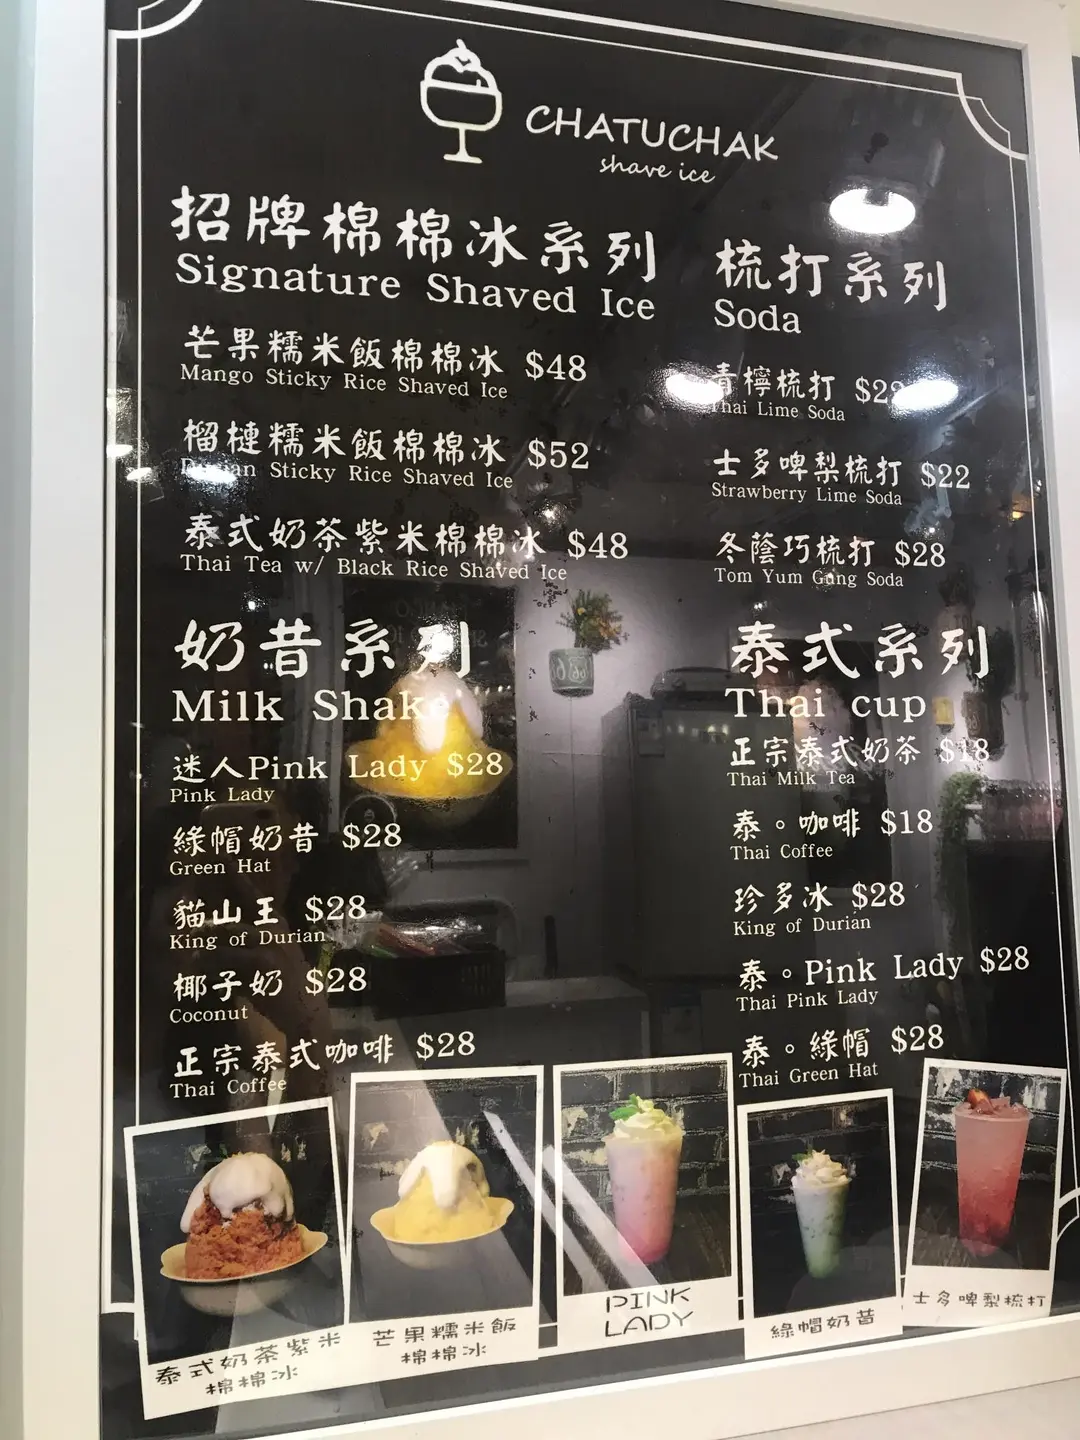 CHATUCHAK
shave ice
招牌棉棉冰系列
Signature Shaved Ice
芒果糯米飯棉棉冰 $48
Mango Sticky Rice Shaved Ice
榴槤糯米飯棉棉冰 $52
Durian Sticky Rice Shaved Ice
泰式奶茶紫米棉棉冰 $48
Thai Tea w/ Black Rice Shaved Ice
奶昔系列
Milk Shake
迷人Pink Lady $28
Pink Lady
綠帽奶昔 $28
Green Hat
貓山王 $28
King of Durian
椰子奶 $28
Coconut
正宗泰式咖啡 $28
Thai Coffee
梳打系列
Soda
青檸梳打
Thai Lime Soda
士多啤梨梳打 $22
Strawberry Lime Soda
冬蔭巧梳打 $28
Tom Yum Gung Soda
泰式系列
Thai cup
正宗泰式奶茶 $18
Thai Milk Tea
泰。咖啡 $18
Thai Coffee
珍多冰 $28
King of Durian
泰。Pink Lady $28
Thai Pink Lady
泰。綠帽 $28
Thai Green Hat
泰式奶茶紫米
棉棉冰
芒果糯米飯
棉棉冰
PINK
LADY
綠帽奶昔
士多啤梨梳打